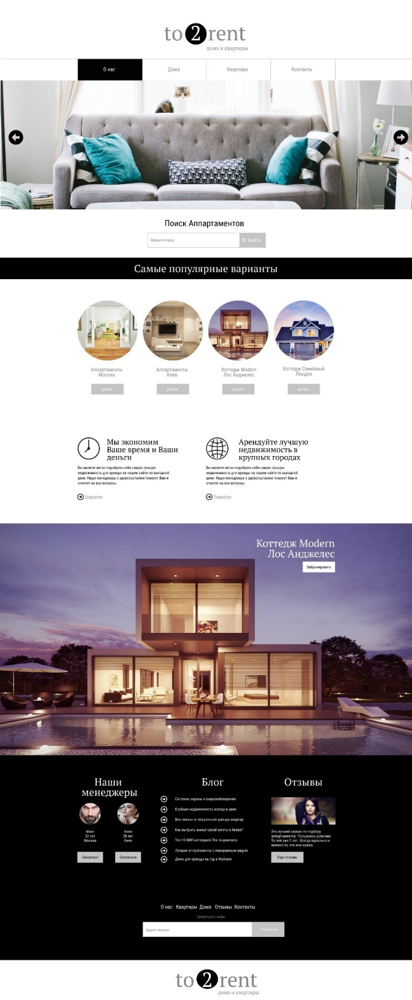 to 2 rent
дома и квартиры
О нас Дома Квартиры Контакты
Поиск Аппартаментов
Введите город Найти
Самые популярные варианты
Аппартаменты
Москва
детали
Аппартаменты
Киев
детали
Коттедж Modern
Лос Анджелес
детали
Коттедж Семейный
Лондон
детали
Мы экономим
Ваше время и Ваши
деньги
Вы можете легко подобрать себе самую лучшую
недвижимость для аренды на нашем сайте по выгодной
цене. Наши менеджеры с удовольствием помогут Вам и
ответят на все вопросы.
Подробнее
Арендуйте лучшую
недвижимость в
крупных городах
Вы можете легко подобрать себе самую лучшую
недвижимость для аренды на нашем сайте по выгодной
цене. Наши менеджеры с удовольствием помогут Вам и
ответят на все вопросы.
Подробнее
Коттедж Modern
Лос Анджелес
Забронировать
Наши
менеджеры
Макс
30 лет
Москва
Связаться
Анна
28 лет
Киев
Связаться
Блог
Системы охраны и видеонаблюдения
Клубная недвижимость всегда в цене
Все плюсы от посуточной аренды квартир
Как выбрать жильё своей мечты в Киеве?
Топ 10 ВИП коттеджей Лос Анджелеса
Лучшие аппартаменты с панорамным видом
Дома для аренды на год в Майами
Отзывы
Это лучший сервис по подбору
аппартаментов. Пользуюсь услугами
To rent уже 5 лет. Всегда идеально и
именно то, что мне нужно.
Еще отзывы
О нас Квартиры Дома Отзывы Контакты
Связаться с нами
Задать вопрос Отправить
to 2 rent
дома и квартиры